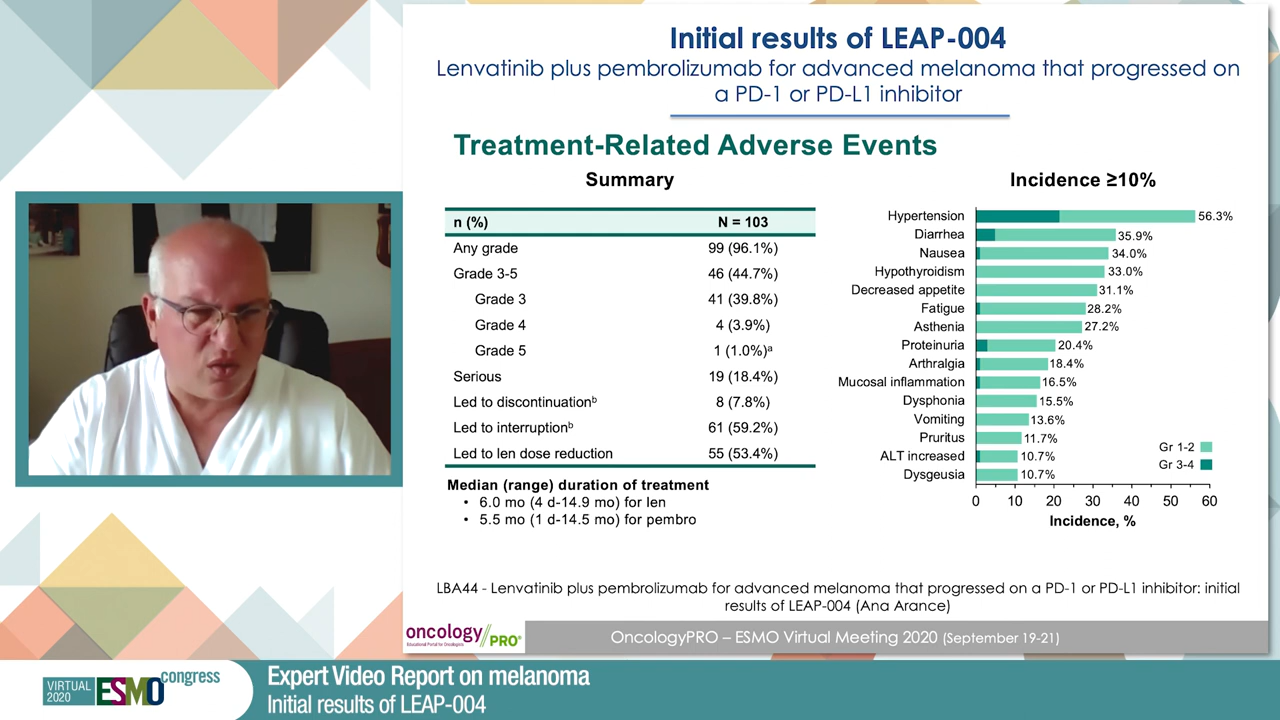 Initial results of LEAP-004
Lenvatinib plus pembrolizumab for advanced melanoma that progressed on
a PD-1 or PD-L1 inhibitor
Treatment-Related Adverse Events
Summary
n (%) N = 103
Any grade 99 (96.1%)
Grade 3-5 46 (44.7%)
Grade 3 41 (39.8%)
Grade 4 4 (3.9%)
Grade 5 1 (1.0%)ᵃ
Serious 19 (18.4%)
Led to discontinuationᵇ 8 (7.8%)
Led to interruptionᵇ 61 (59.2%)
Led to len dose reduction 55 (53.4%)
Median (range) duration of treatment
• 6.0 mo (4 d-14.9 mo) for len
• 5.5 mo (1 d-14.5 mo) for pembro
Incidence ≥10%
Hypertension 56.3%
Diarrhea 35.9%
Nausea 34.0%
Hypothyroidism 33.0%
Decreased appetite 31.1%
Fatigue 28.2%
Asthenia 27.2%
Proteinuria 20.4%
Arthralgia 18.4%
Mucosal inflammation 16.5%
Dysphonia 15.5%
Vomiting 13.6%
Pruritus 11.7%
ALT increased 10.7%
Dysgeusia 10.7%
Gr 1-2
Gr 3-4
0 10 20 30 40 50 60
Incidence, %
LBA44 - Lenvatinib plus pembrolizumab for advanced melanoma that progressed on a PD-1 or PD-L1 inhibitor: initial
results of LEAP-004 (Ana Arance)
oncology//PRO®
Educational Portal for Oncologists
OncologyPRO – ESMO Virtual Meeting 2020 (September 19-21)
VIRTUAL
2020
ESMO congress
Expert Video Report on melanoma
Initial results of LEAP-004